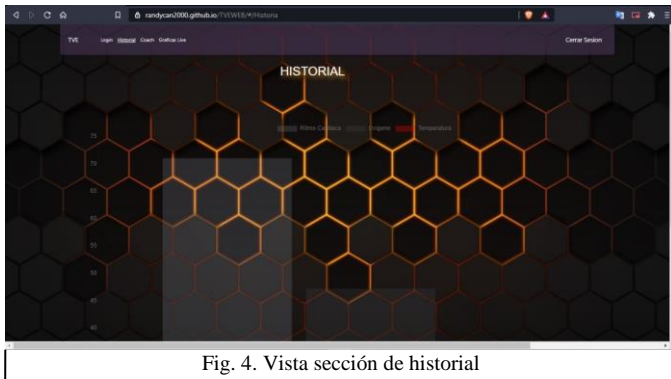 randycan2000.github.io/TVEWEB/#/Historia
TVE Login Historial Coach Graficas Live Cerrar Sesion
HISTORIAL
Ritmo Cardiaco Oxigeno Temperatura
75
70
65
60
55
50
45
40
Fig. 4. Vista sección de historial